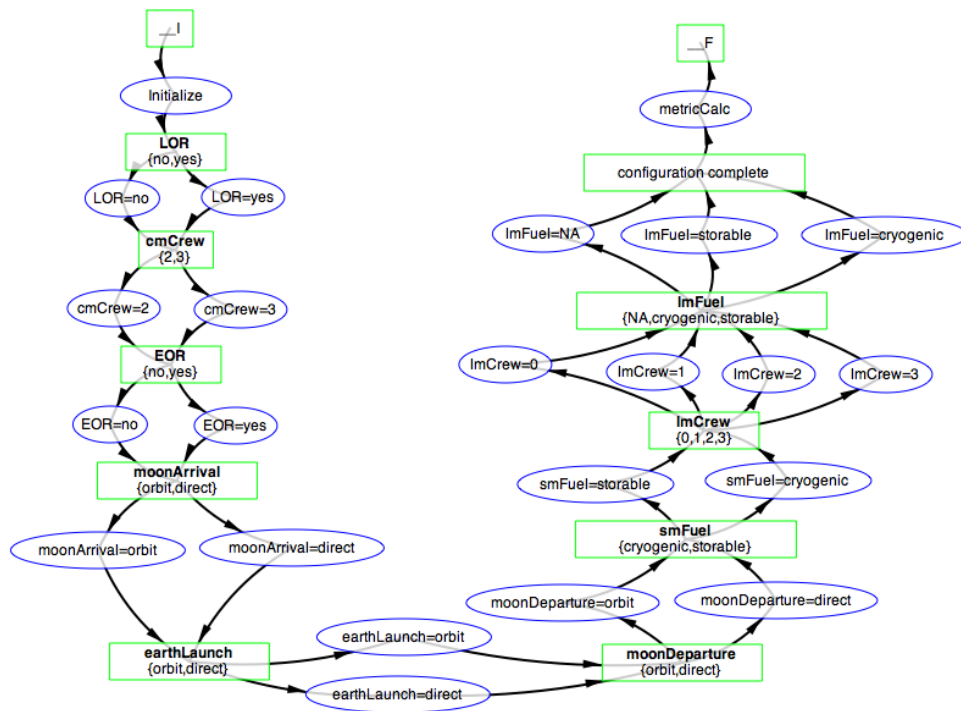 __I
Initialize
LOR
{no,yes}
LOR=no
LOR=yes
cmCrew
{2,3}
cmCrew=2
cmCrew=3
EOR
{no,yes}
EOR=no
EOR=yes
moonArrival
{orbit,direct}
moonArrival=orbit
moonArrival=direct
earthLaunch
{orbit,direct}
earthLaunch=orbit
earthLaunch=direct
moonDeparture
{orbit,direct}
moonDeparture=orbit
moonDeparture=direct
smFuel
{cryogenic,storable}
smFuel=storable
smFuel=cryogenic
lmCrew
{0,1,2,3}
lmCrew=0
lmCrew=1
lmCrew=2
lmCrew=3
lmFuel
{NA,cryogenic,storable}
lmFuel=NA
lmFuel=storable
lmFuel=cryogenic
configuration complete
metricCalc
__F